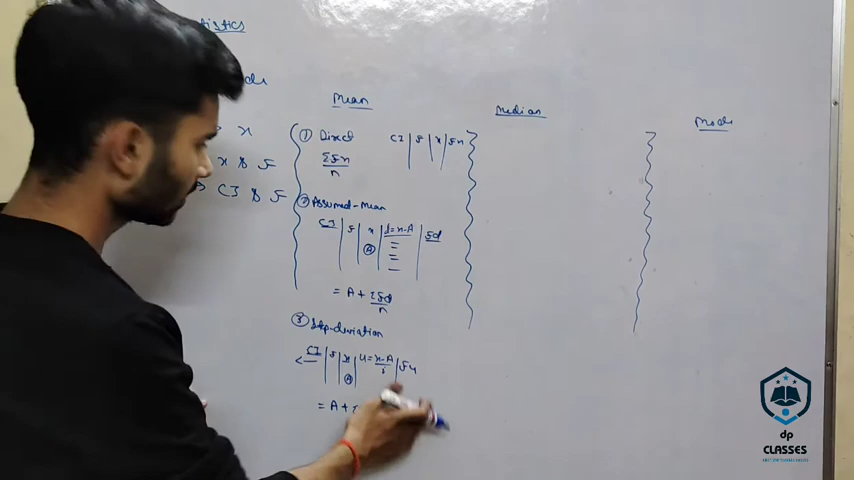 Mean
① Direct
CI | f | x | fx
Σfx
n
② Assumed-Mean
CI | f | x | d=x-A | fd
A
= A + Σfd
n
③ Step-deviation
CI | f | x | u = x-A | fu
i
A
= A +
Median
x
x & f
→ CI & f
dp
CLASSES